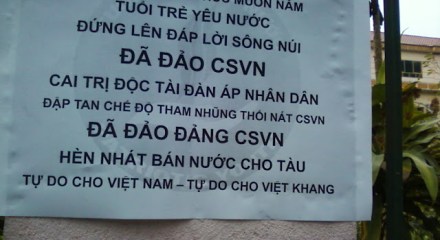 MUÔN NĂM
TUỔI TRẺ YÊU NƯỚC
ĐỨNG LÊN ĐÁP LỜI SÔNG NÚI
ĐÃ ĐẢO CSVN
CAI TRỊ ĐỘC TÀI ĐÀN ÁP NHÂN DÂN
ĐẬP TAN CHẾ ĐỘ THAM NHŨNG THỐI NÁT CSVN
ĐÃ ĐẢO ĐẢNG CSVN
HÈN NHÁT BÁN NƯỚC CHO TÀU
TỰ DO CHO VIỆT NAM – TỰ DO CHO VIỆT KHANG